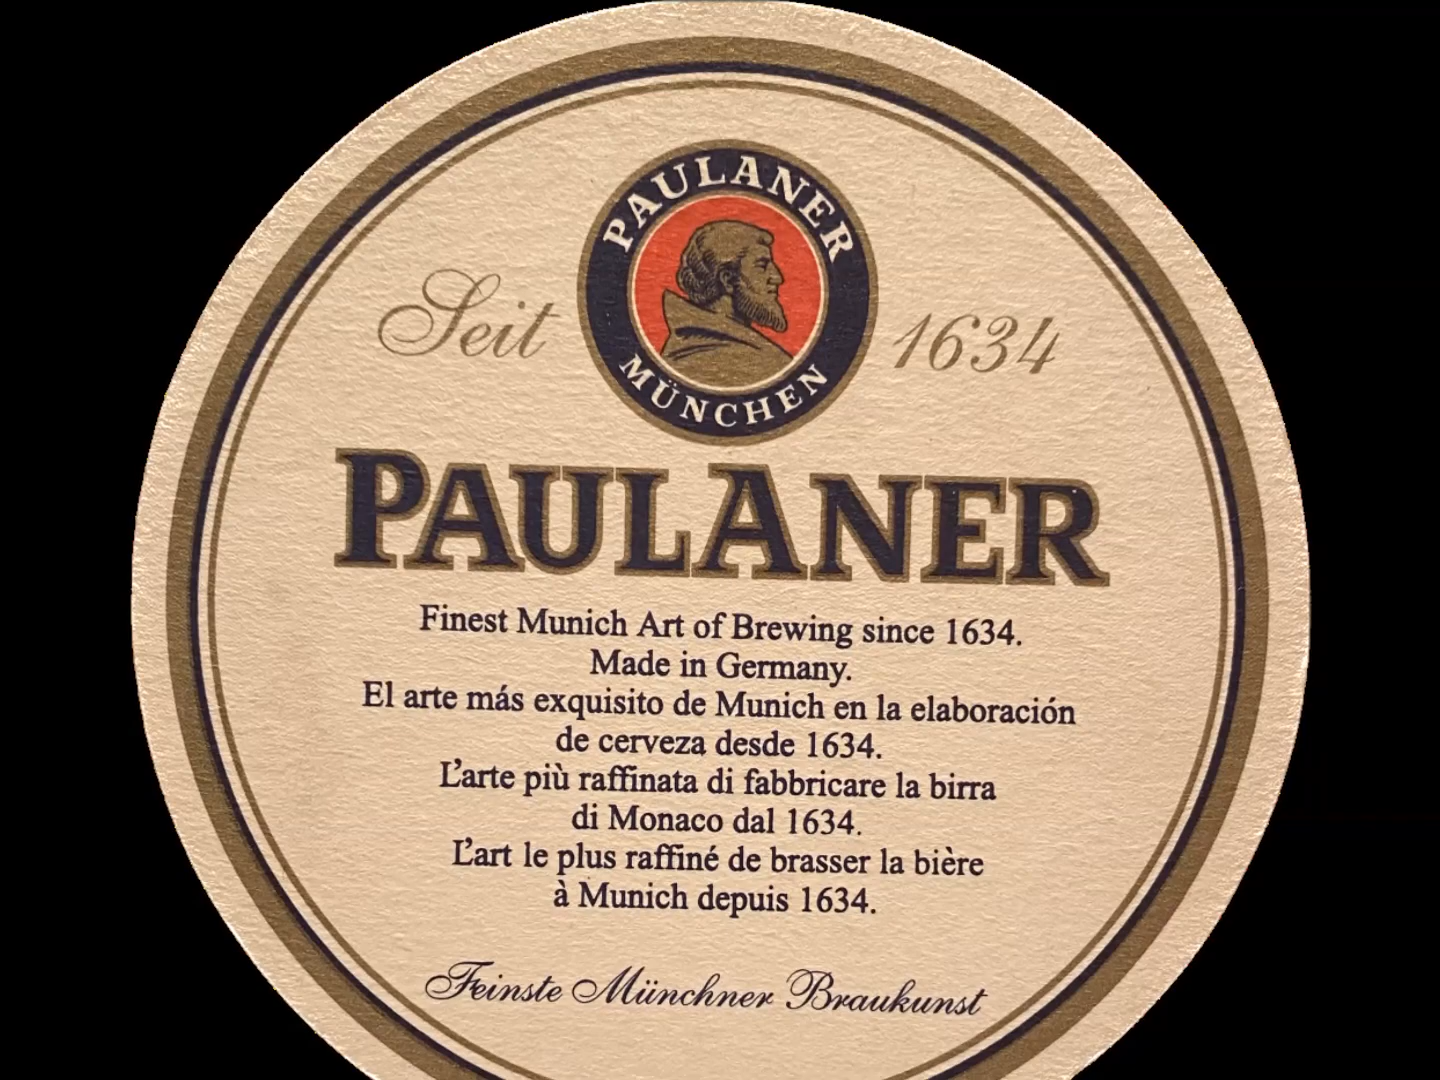 PAULANER
MÜNCHEN
Seit 1634
PAULANER
Finest Munich Art of Brewing since 1634.
Made in Germany.
El arte más exquisito de Munich en la elaboración
de cerveza desde 1634.
L'arte più raffinata di fabbricare la birra
di Monaco dal 1634.
L'art le plus raffiné de brasser la bière
à Munich depuis 1634.
Feinste Münchner Braukunst